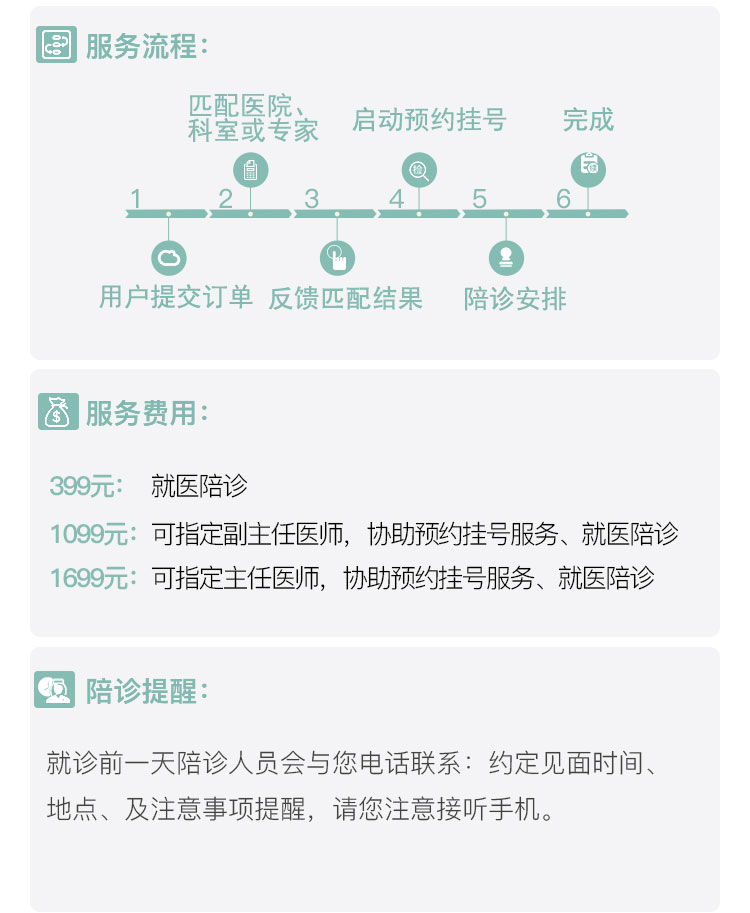 服务流程：
匹配医院、
科室或专家
启动预约挂号
完成
检
1 2 3 4 5 6
用户提交订单
反馈匹配结果
陪诊安排
$
服务费用：
399元： 就医陪诊
1099元：可指定副主任医师，协助预约挂号服务、就医陪诊
1699元：可指定主任医师，协助预约挂号服务、就医陪诊
陪诊提醒：
就诊前一天陪诊人员会与您电话联系：约定见面时间、
地点、及注意事项提醒，请您注意接听手机。